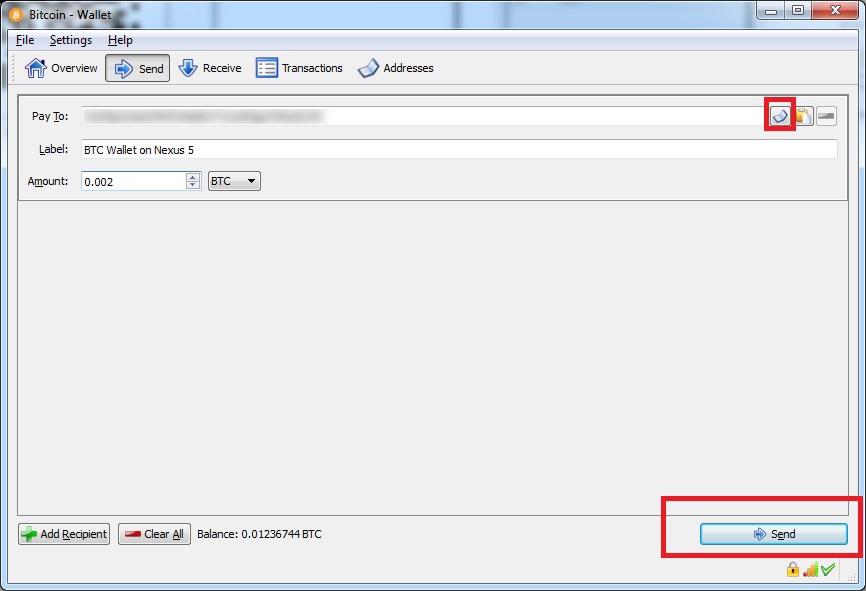 Bitcoin - Wallet
File Settings Help
Overview Send Receive Transactions Addresses
Pay To:
Label: BTC Wallet on Nexus 5
Amount: 0.002 BTC
Add Recipient Clear All Balance: 0.01236744 BTC Send